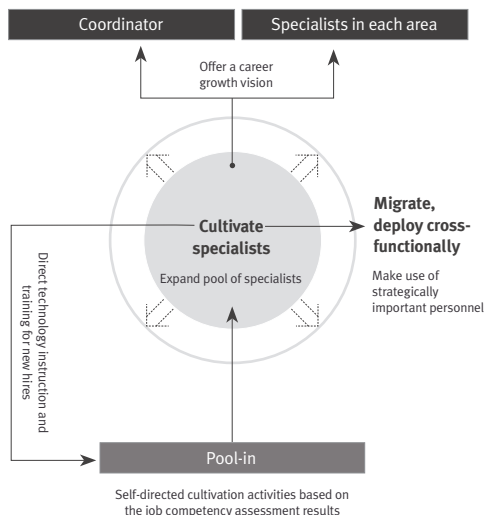 Coordinator
Specialists in each area
Offer a career
growth vision
Cultivate
specialists
Expand pool of specialists
Migrate,
deploy cross-
functionally
Make use of
strategically
important personnel
Direct technology instruction and
training for new hires
Pool-in
Self-directed cultivation activities based on
the job competency assessment results